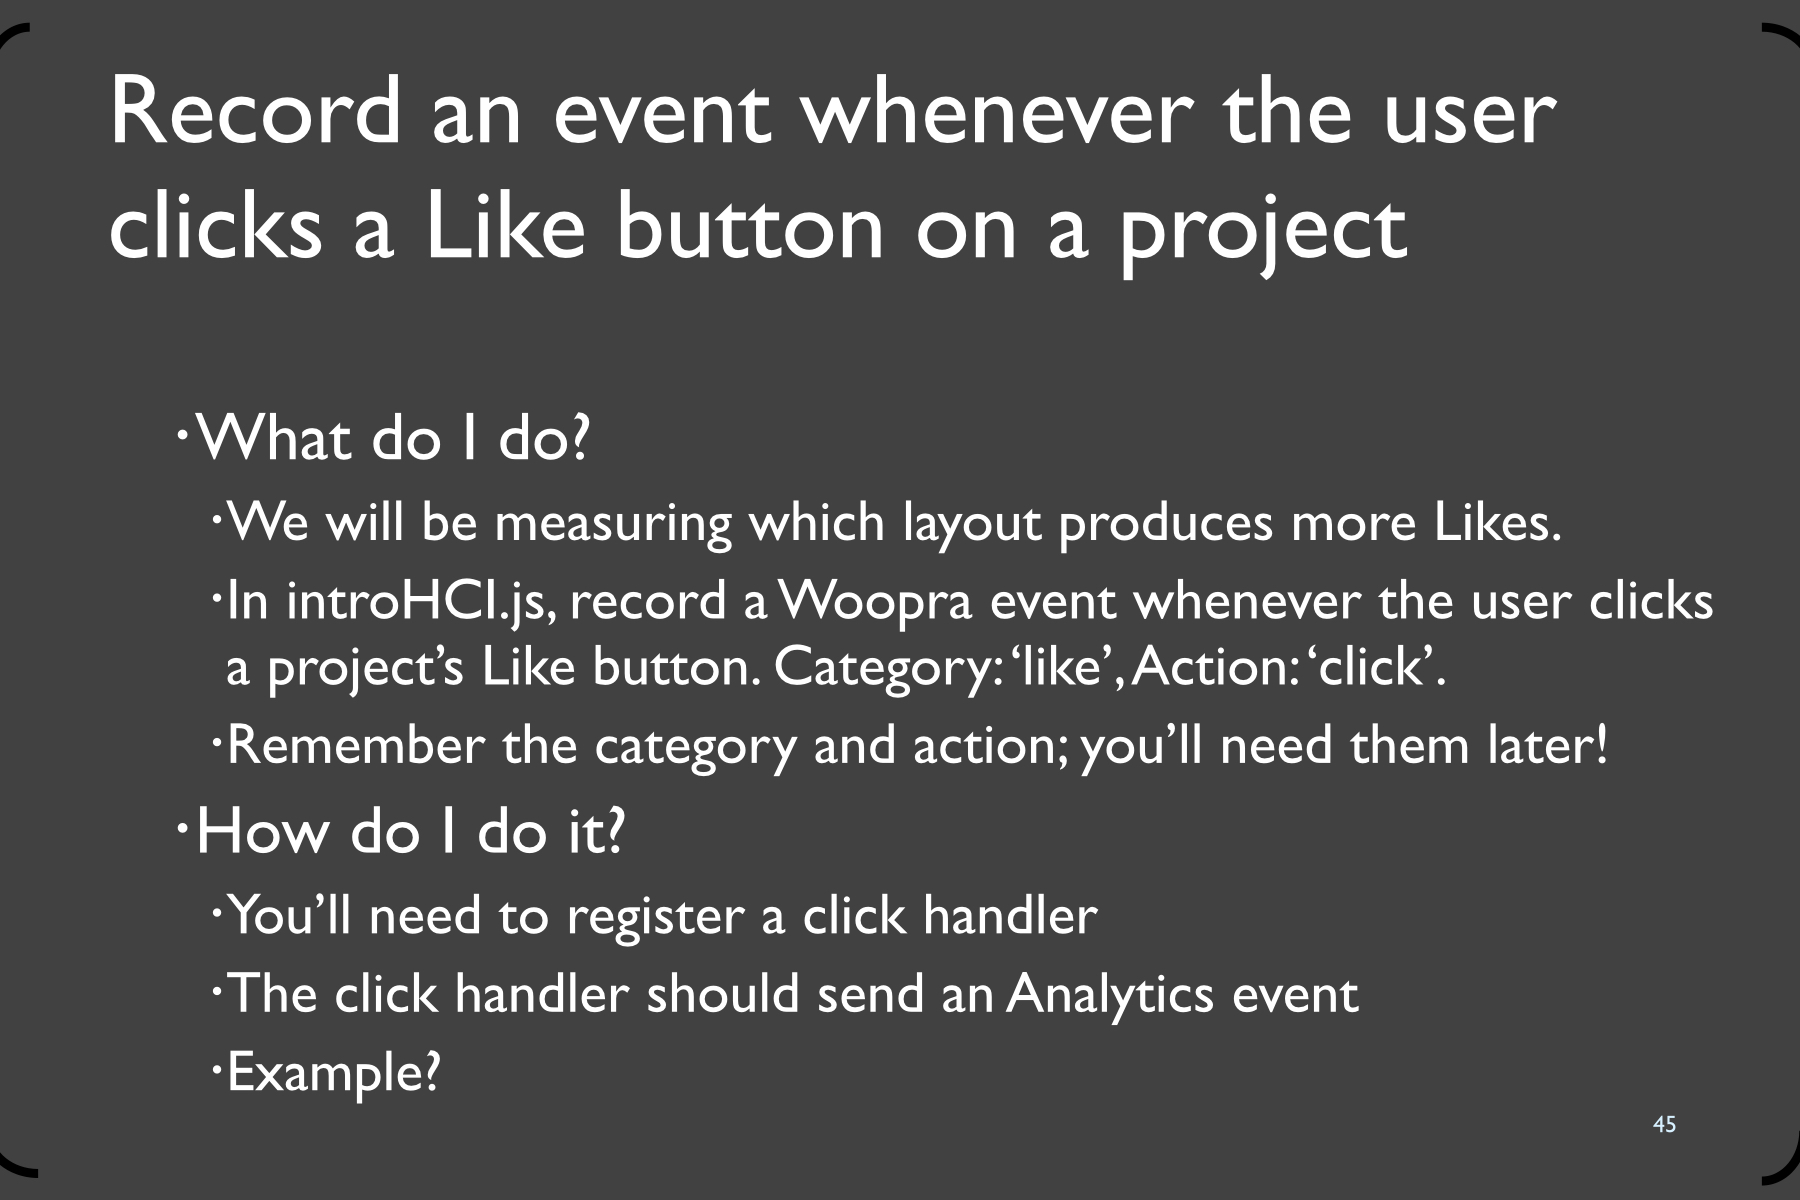 Record an event whenever the user
clicks a Like button on a project
•What do I do?
•We will be measuring which layout produces more Likes.
•In introHCI.js, record a Woopra event whenever the user clicks
a project’s Like button. Category: ‘like’, Action: ‘click’.
•Remember the category and action; you’ll need them later!
•How do I do it?
•You’ll need to register a click handler
•The click handler should send an Analytics event
•Example?
45